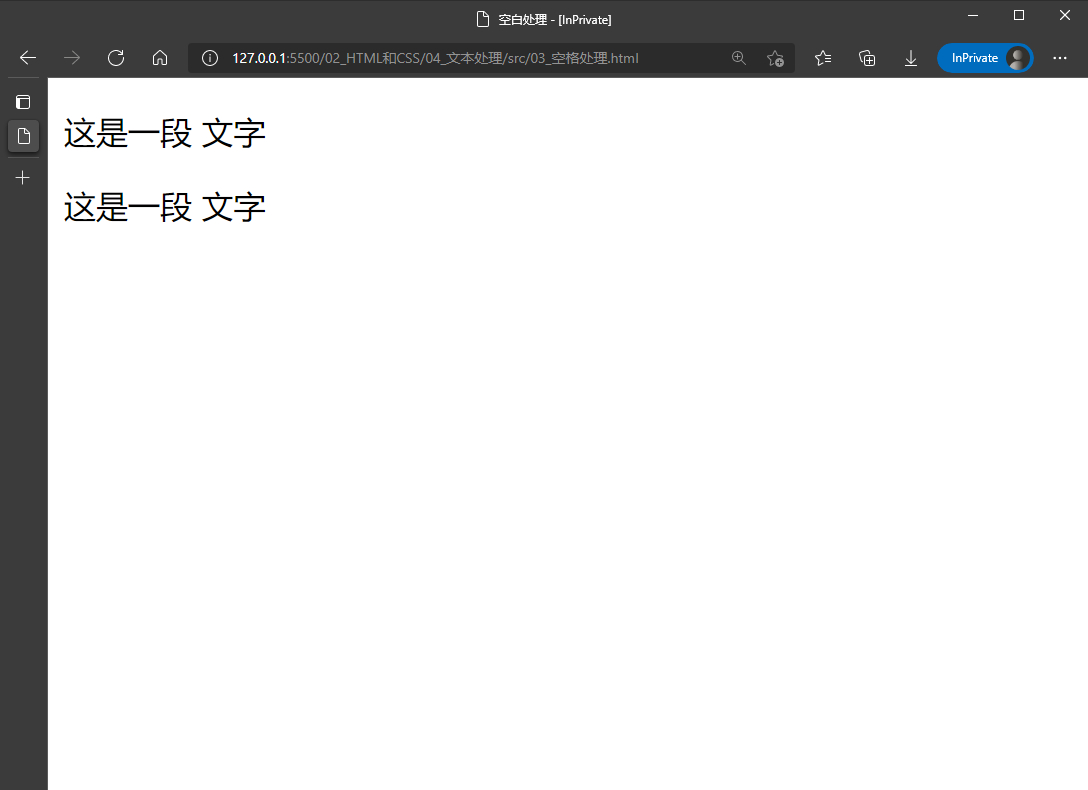 空白处理 - [InPrivate]
127.0.0.1:5500/02_HTML和CSS/04_文本处理/src/03_空格处理.html
InPrivate
这是一段 文字
这是一段 文字